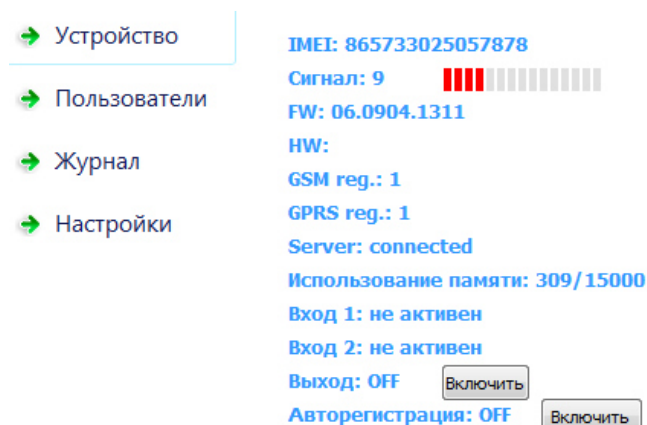 Устройство
Пользователи
Журнал
Настройки
IMEI: 865733025057878
Сигнал: 9
FW: 06.0904.1311
HW:
GSM reg.: 1
GPRS reg.: 1
Server: connected
Использование памяти: 309/15000
Вход 1: не активен
Вход 2: не активен
Выход: OFF Включить
Авторегистрация: OFF Включить